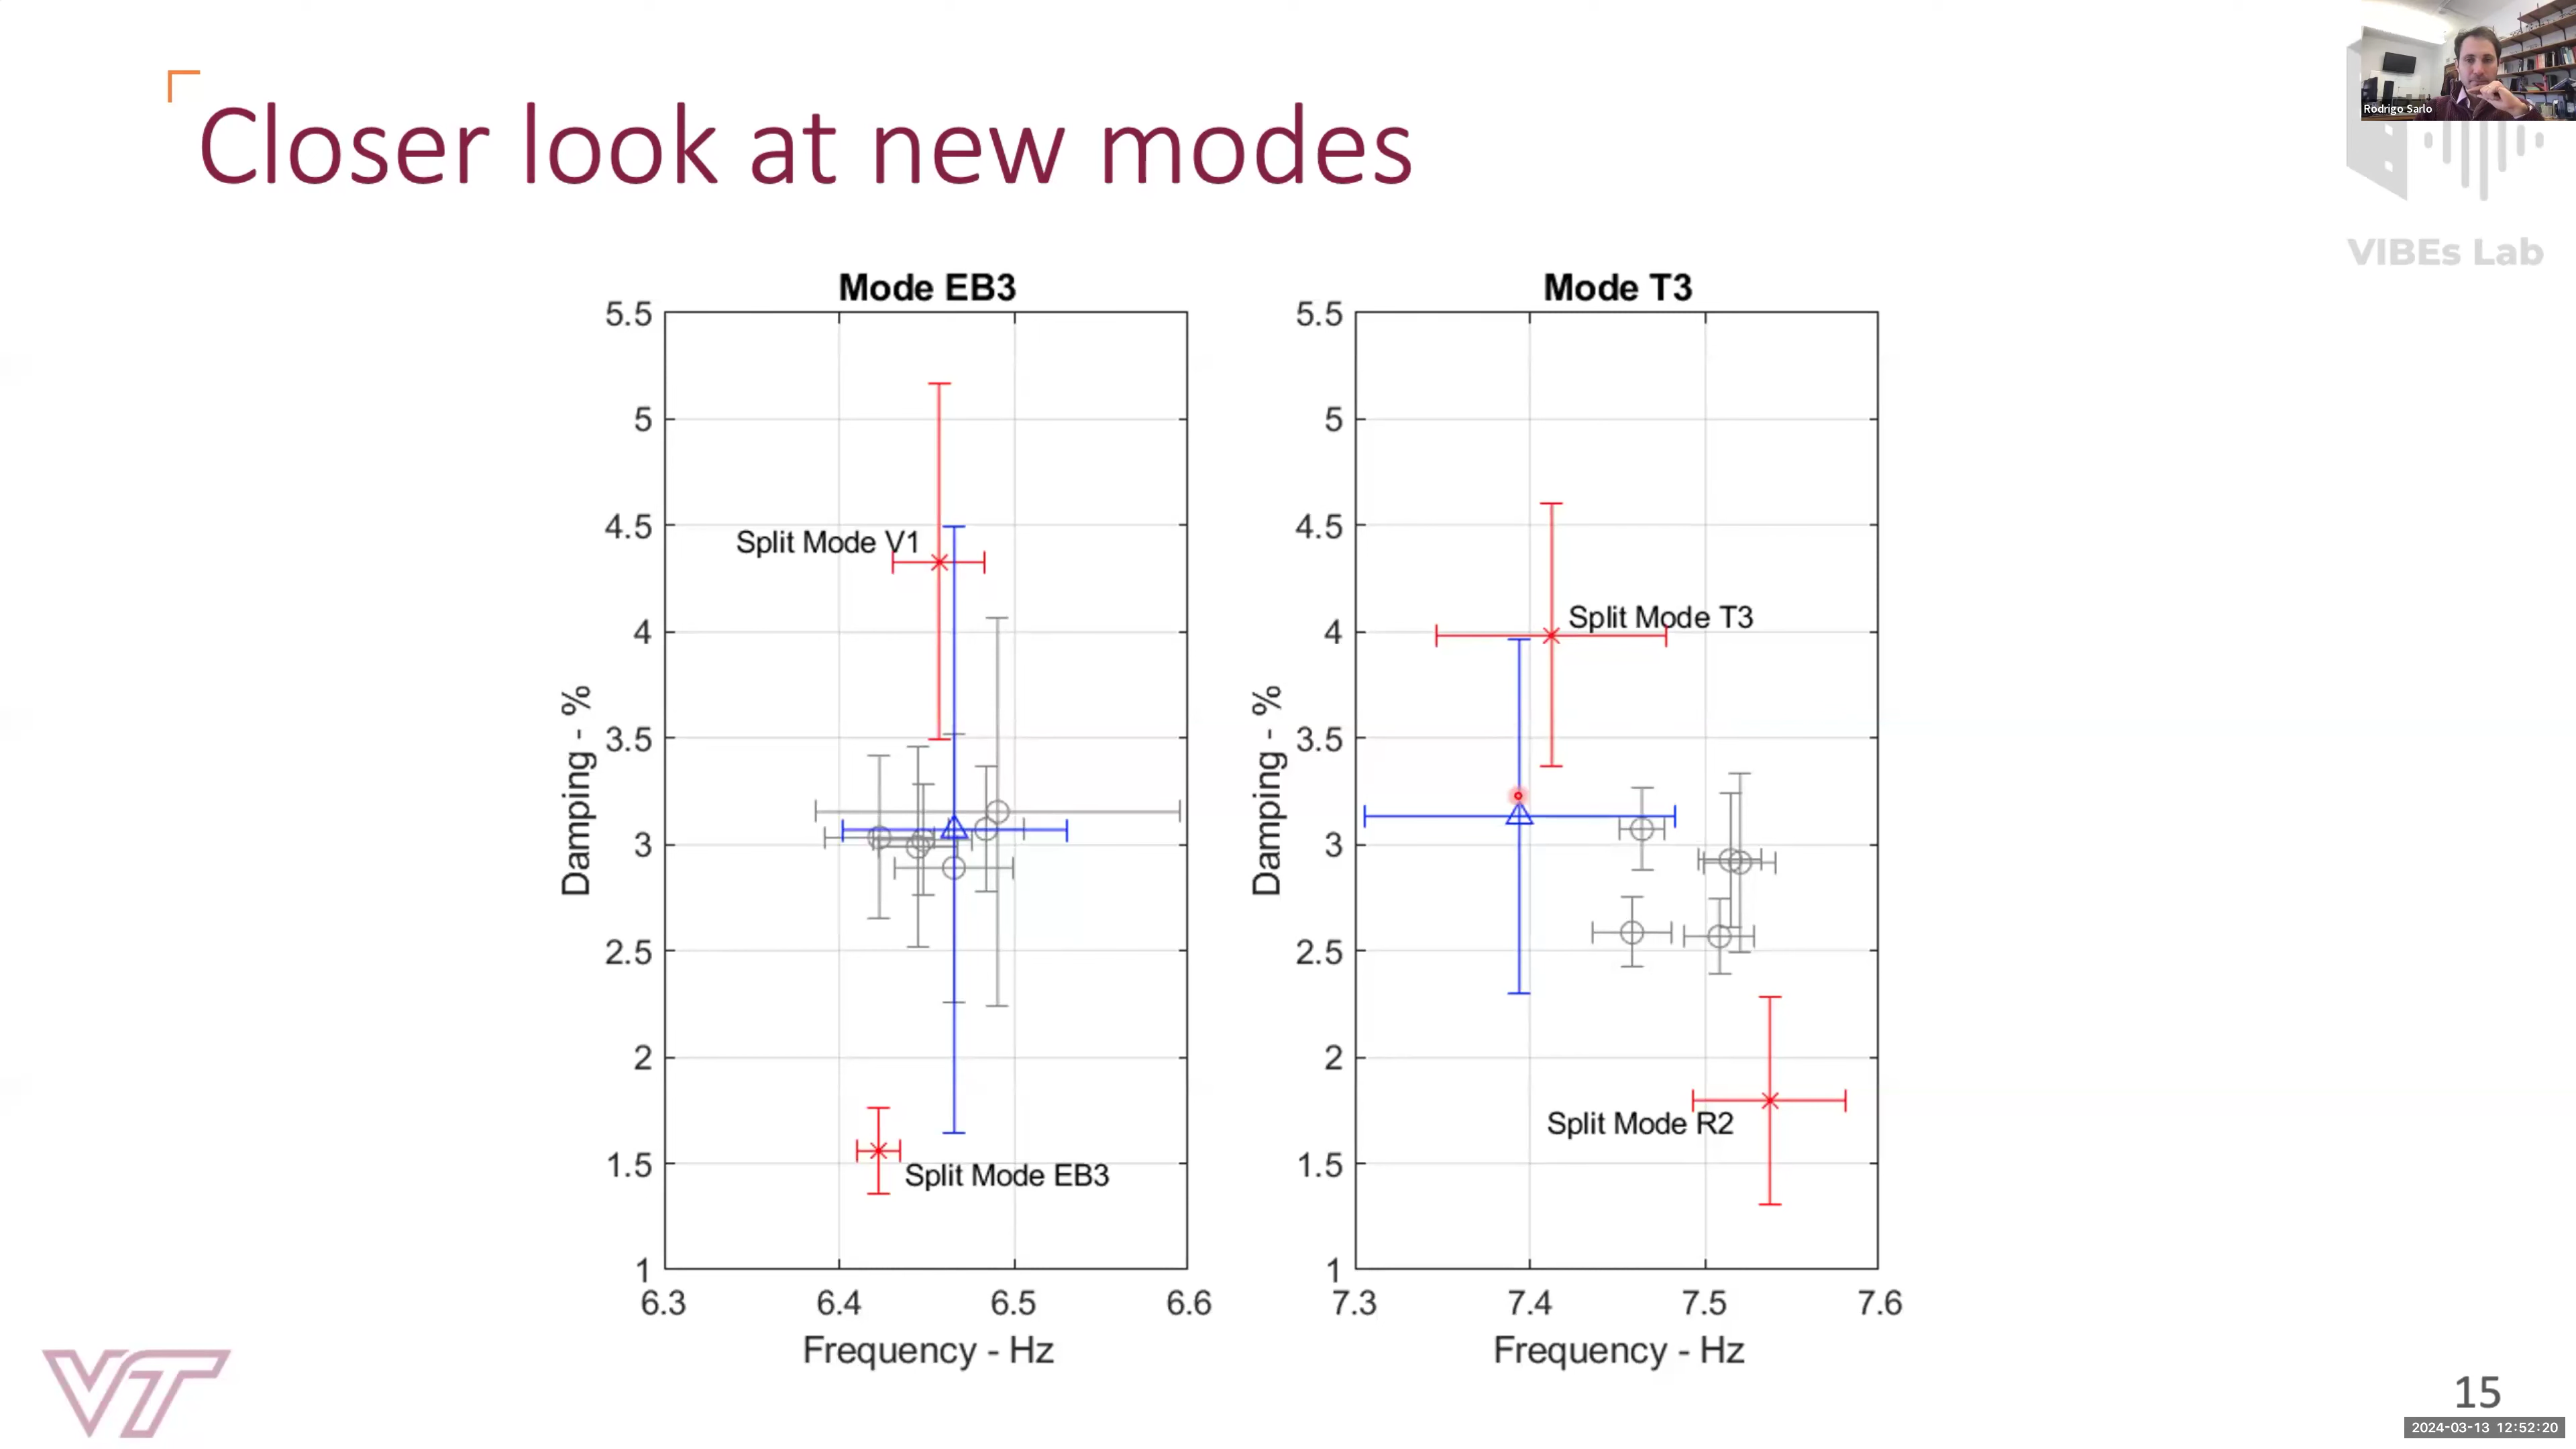 Closer look at new modes
Rodrigo Sarlo
VIBEs Lab
Mode EB3
5.5
5
4.5
4
3.5
3
2.5
2
1.5
1
Damping - %
Split Mode V1
Split Mode EB3
6.3 6.4 6.5 6.6
Frequency - Hz
Mode T3
5.5
5
4.5
4
3.5
3
2.5
2
1.5
1
Damping - %
Split Mode T3
Split Mode R2
7.3 7.4 7.5 7.6
Frequency - Hz
VT
15
2024-03-13 12:52:20